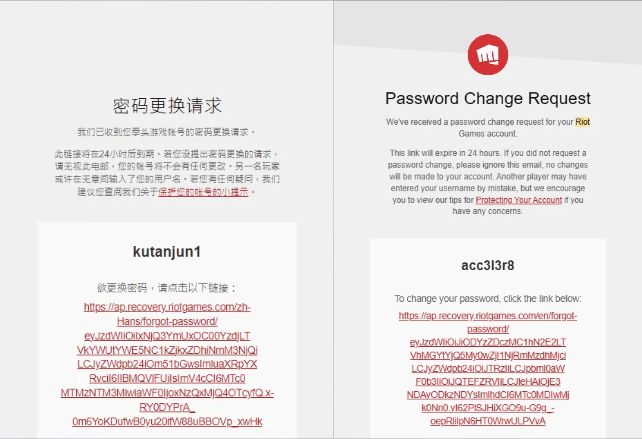 密码更换请求
我们已收到您拳头游戏帐号的密码更换请求。
此链接将在24小时后到期。若您没提出密码更换的请求，
请无视此电邮，您的帐号将不会有任何更改。另一名玩家
或许在无意间输入了您的用户名。若您有任何疑问，我们
建议您查阅我们关于保护您的帐号的小提示。
kutanjun1
欲更换密码，请点击以下链接：
https://ap.recovery.riotgames.com/zh-
Hans/forgot-password/
Password Change Request
We've received a password change request for your Riot
Games account.
This link will expire in 24 hours. If you did not request a
password change, please ignore this email, no changes
will be made to your account. Another player may have
entered your username by mistake, but we encourage
you to view our tips for Protecting Your Account if you
have any concerns.
acc3l3r8
To change your password, click the link below:
https://ap.recovery.riotgames.com/en/forgot-
password/